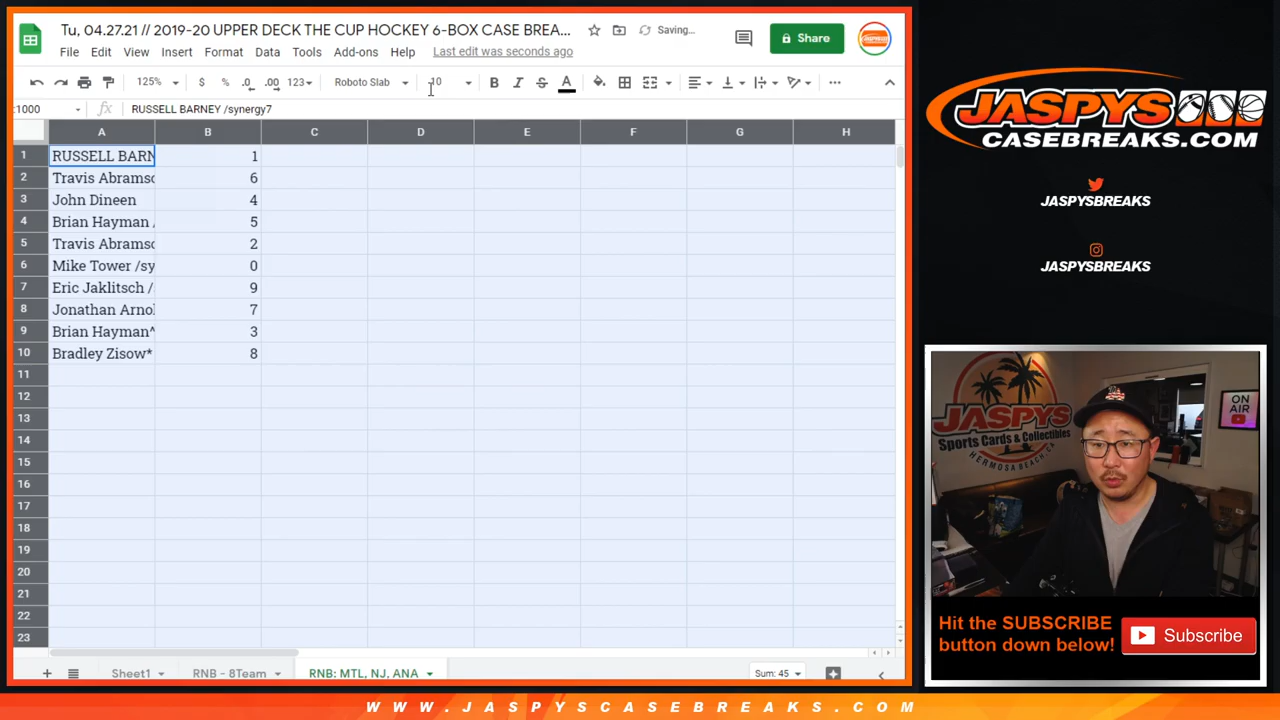 Tu, 04.27.21 // 2019-20 UPPER DECK THE CUP HOCKEY 6-BOX CASE BREA...
Saving...
Share
File Edit View Insert Format Data Tools Add-ons Help Last edit was seconds ago
125% $ % .0 .00 123 Roboto Slab 10 B I S A
:1000 fx RUSSELL BARNEY /synergy7
A B C D E F G H
1 RUSSELL BARN 1
2 Travis Abramso 6
3 John Dineen 4
4 Brian Hayman / 5
5 Travis Abramso 2
6 Mike Tower /sy 0
7 Eric Jaklitsch / 9
8 Jonathan Arnol 7
9 Brian Hayman^ 3
10 Bradley Zisow* 8
11
12
13
14
15
16
17
18
19
20
21
22
23
Sheet1 RNB - 8Team RNB: MTL, NJ, ANA Sum: 45
JASPYS
CASEBREAKS.COM
JASPYSBREAKS
JASPYSBREAKS
JASPYS
Sports Cards & Collectibles
HERMOSA BEACH, CA
ON
AIR
Hit the SUBSCRIBE
button down below!
Subscribe
WWW.JASPYSCASEBREAKS.COM